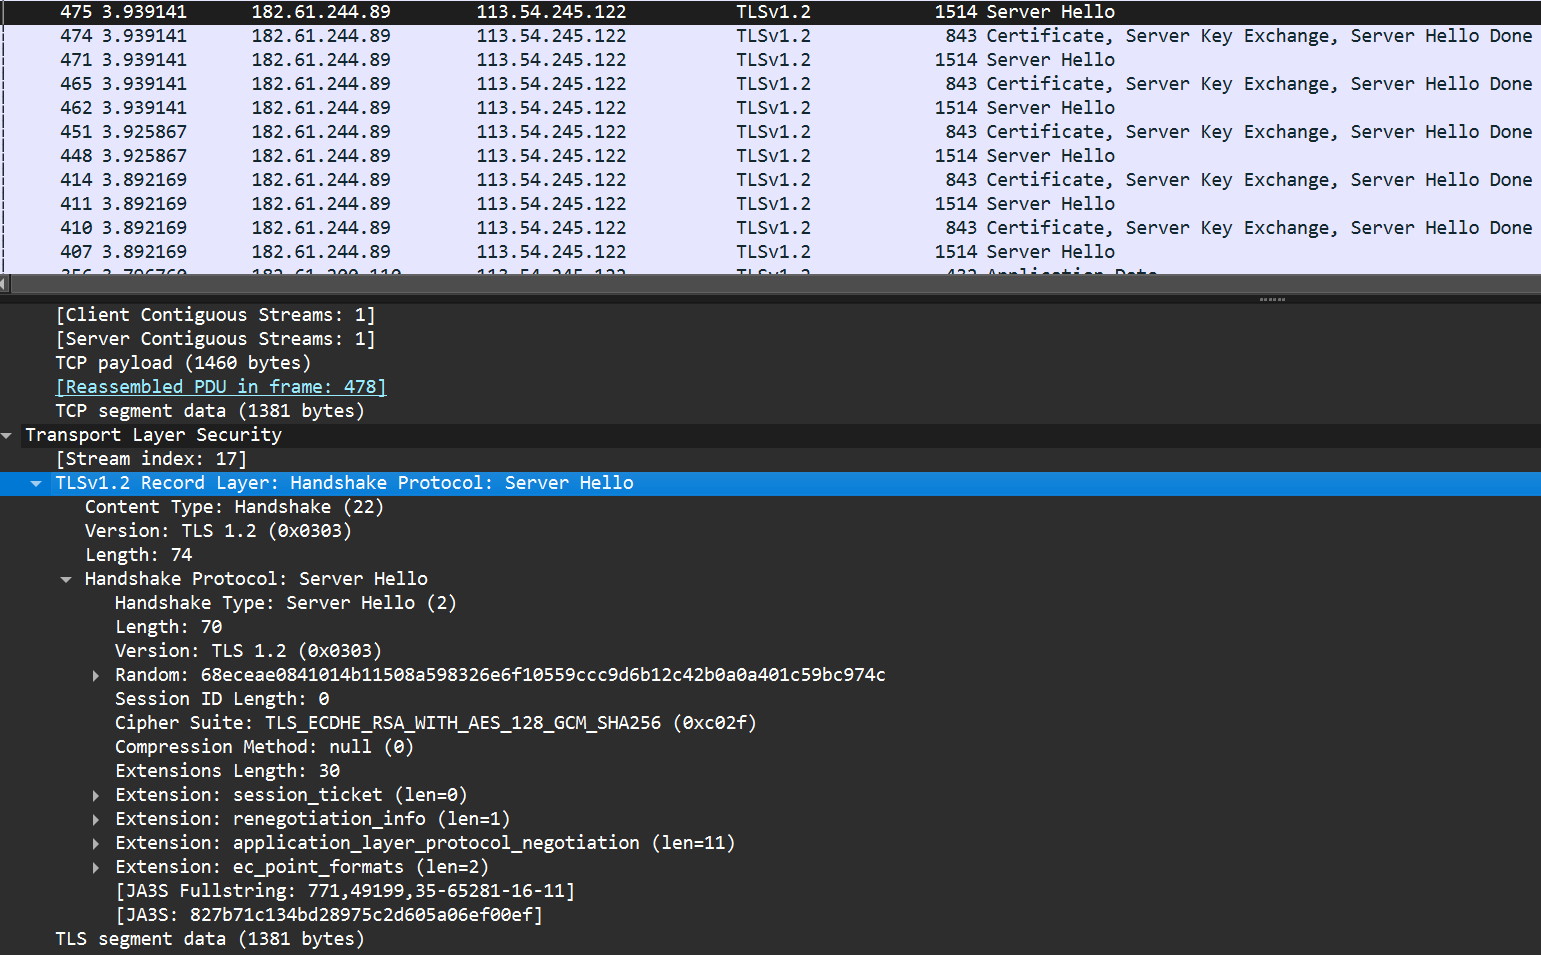 475 3.939141 182.61.244.89 113.54.245.122 TLSv1.2 1514 Server Hello
474 3.939141 182.61.244.89 113.54.245.122 TLSv1.2 843 Certificate, Server Key Exchange, Server Hello Done
471 3.939141 182.61.244.89 113.54.245.122 TLSv1.2 1514 Server Hello
465 3.939141 182.61.244.89 113.54.245.122 TLSv1.2 843 Certificate, Server Key Exchange, Server Hello Done
462 3.939141 182.61.244.89 113.54.245.122 TLSv1.2 1514 Server Hello
451 3.925867 182.61.244.89 113.54.245.122 TLSv1.2 843 Certificate, Server Key Exchange, Server Hello Done
448 3.925867 182.61.244.89 113.54.245.122 TLSv1.2 1514 Server Hello
414 3.892169 182.61.244.89 113.54.245.122 TLSv1.2 843 Certificate, Server Key Exchange, Server Hello Done
411 3.892169 182.61.244.89 113.54.245.122 TLSv1.2 1514 Server Hello
410 3.892169 182.61.244.89 113.54.245.122 TLSv1.2 843 Certificate, Server Key Exchange, Server Hello Done
407 3.892169 182.61.244.89 113.54.245.122 TLSv1.2 1514 Server Hello
113.54.245.122 TLSv1.2 Application Data
[Client Contiguous Streams: 1]
[Server Contiguous Streams: 1]
TCP payload (1460 bytes)
[Reassembled PDU in frame: 478]
TCP segment data (1381 bytes)
Transport Layer Security
[Stream index: 17]
TLSv1.2 Record Layer: Handshake Protocol: Server Hello
Content Type: Handshake (22)
Version: TLS 1.2 (0x0303)
Length: 74
Handshake Protocol: Server Hello
Handshake Type: Server Hello (2)
Length: 70
Version: TLS 1.2 (0x0303)
Random: 68eceae0841014b11508a598326e6f10559ccc9d6b12c42b0a0a401c59bc974c
Session ID Length: 0
Cipher Suite: TLS_ECDHE_RSA_WITH_AES_128_GCM_SHA256 (0xc02f)
Compression Method: null (0)
Extensions Length: 30
Extension: session_ticket (len=0)
Extension: renegotiation_info (len=1)
Extension: application_layer_protocol_negotiation (len=11)
Extension: ec_point_formats (len=2)
[JA3S Fullstring: 771,49199,35-65281-16-11]
[JA3S: 827b71c134bd28975c2d605a06ef00ef]
TLS segment data (1381 bytes)